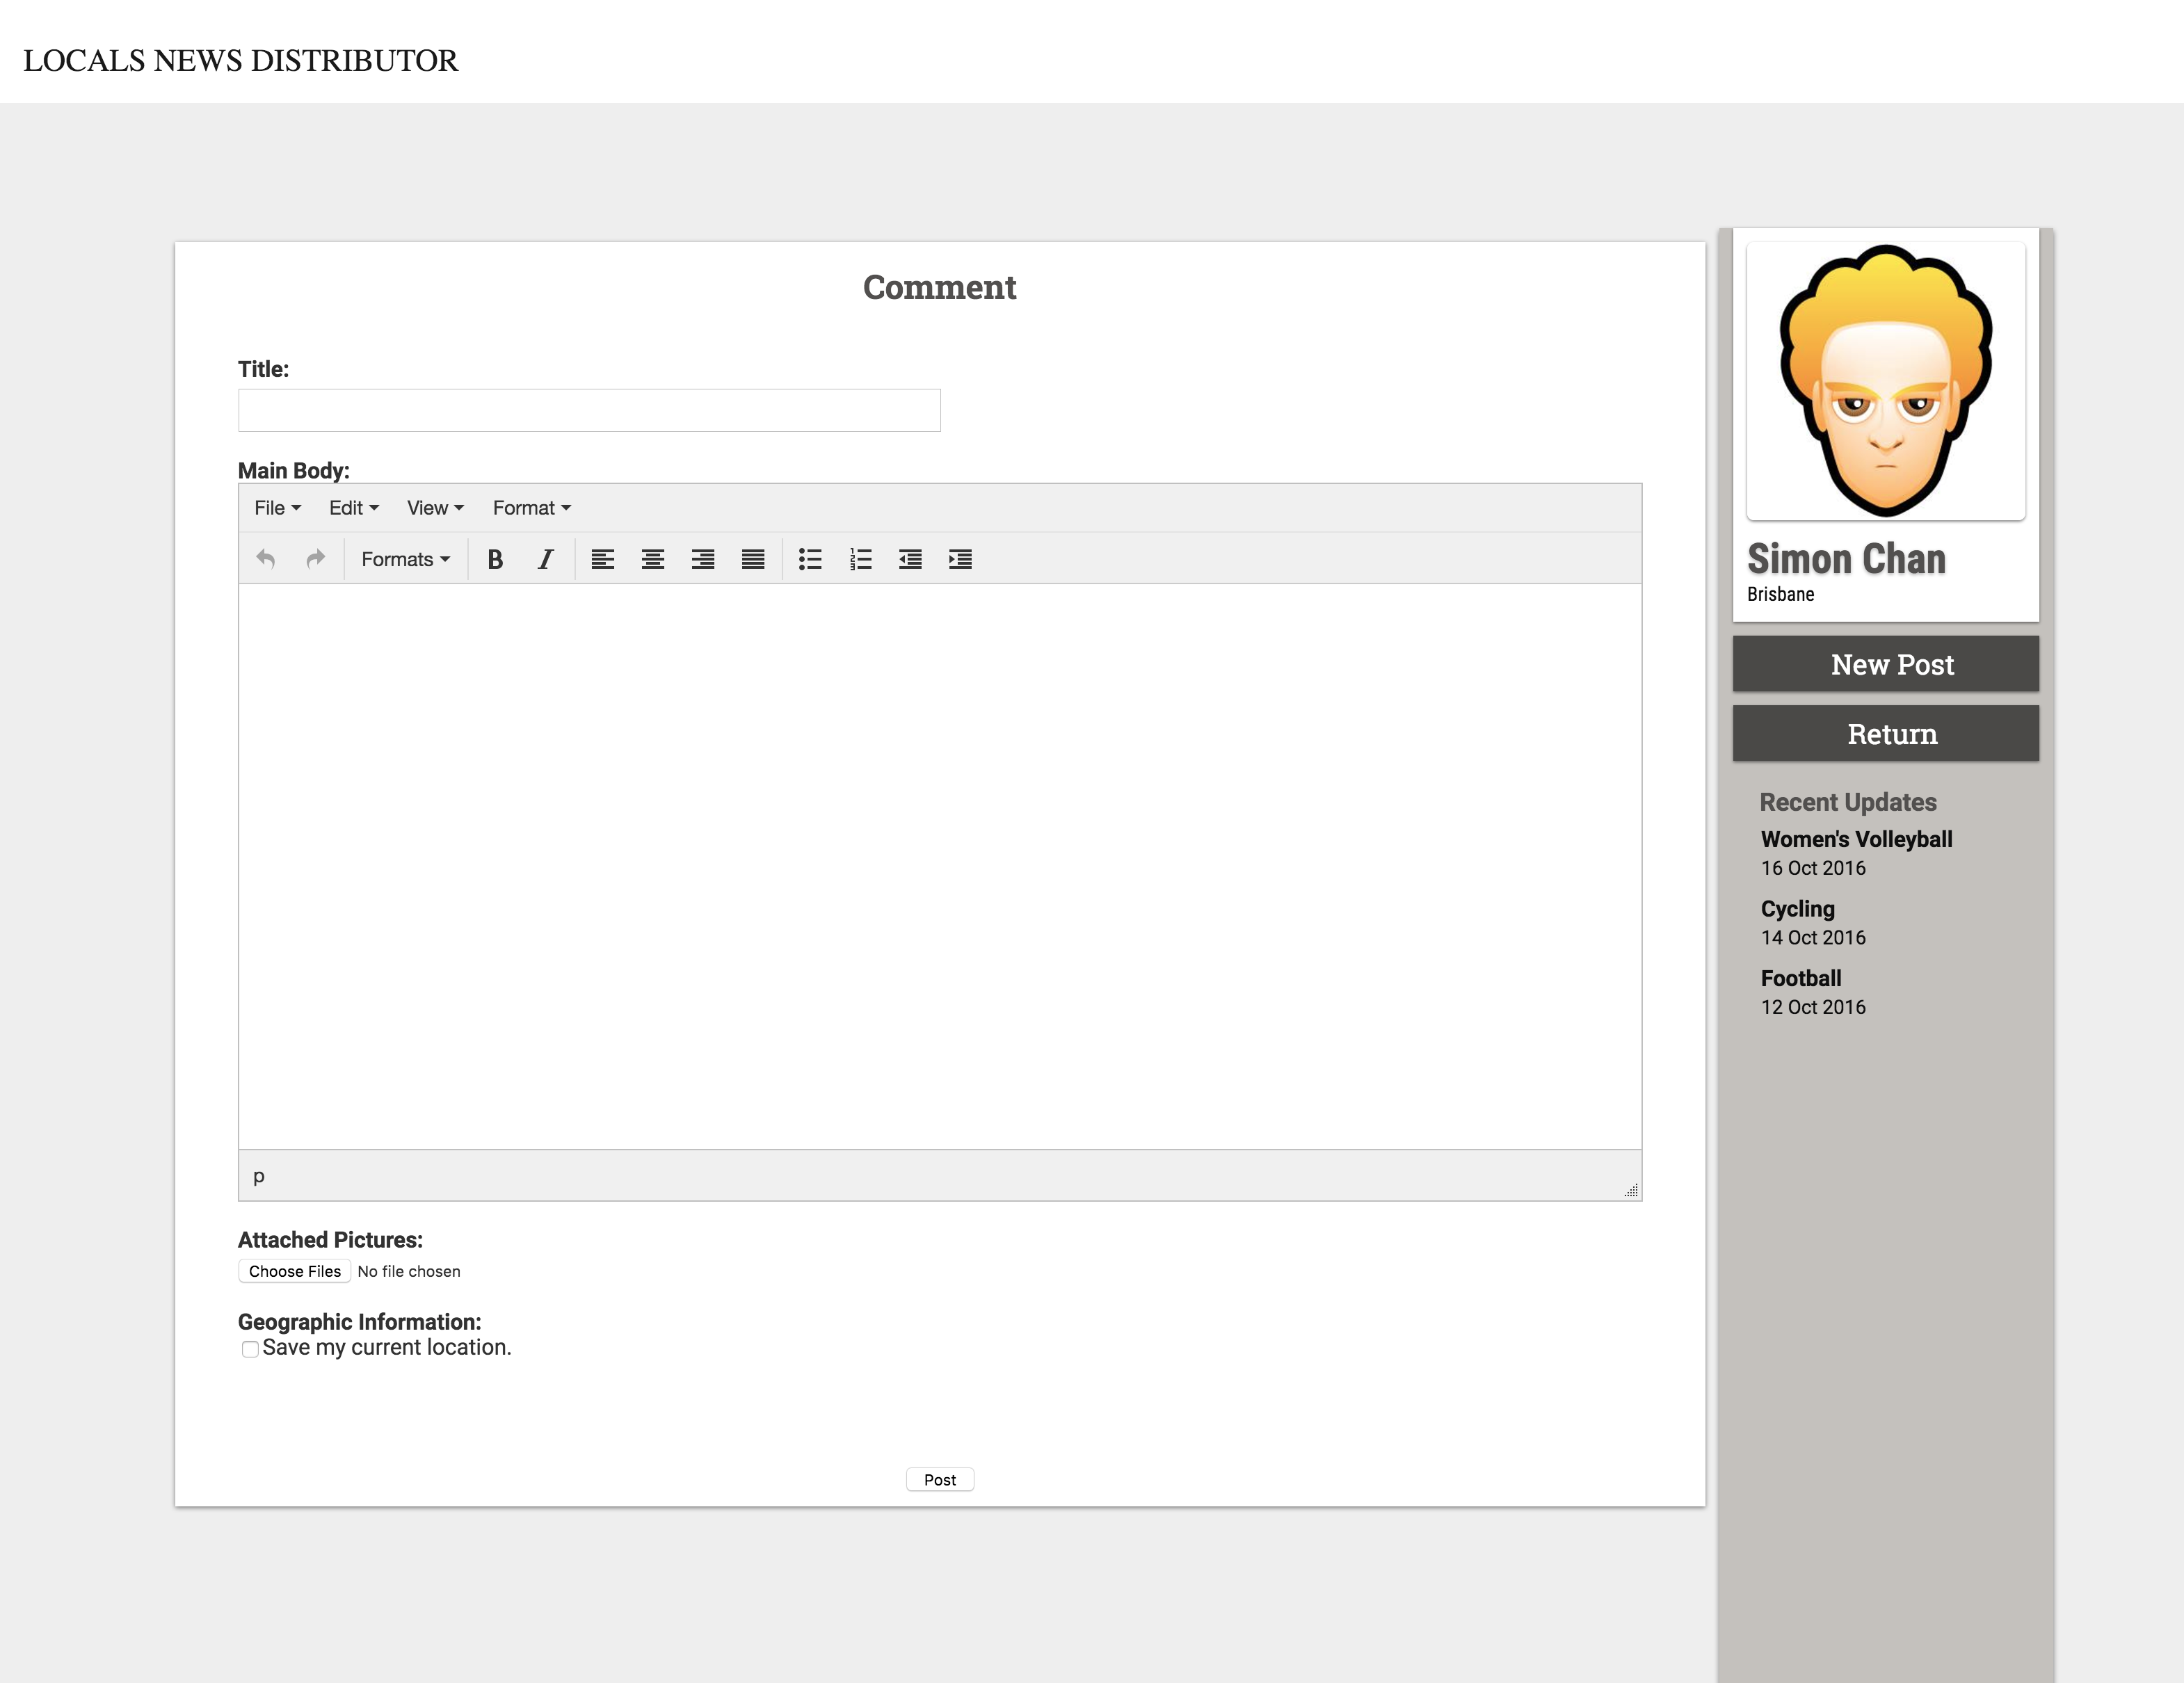 LOCALS NEWS DISTRIBUTOR
Comment
Title:
Main Body:
File Edit View Format
Formats B I
p
Attached Pictures:
Choose Files No file chosen
Geographic Information:
Save my current location.
Post
Simon Chan
Brisbane
New Post
Return
Recent Updates
Women's Volleyball
16 Oct 2016
Cycling
14 Oct 2016
Football
12 Oct 2016